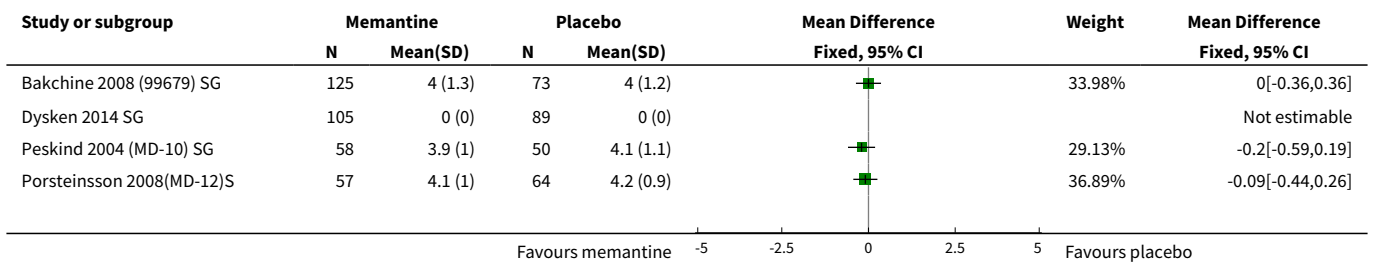 Study or subgroup Memantine Placebo Mean Difference Weight Mean Difference
N Mean(SD) N Mean(SD) Fixed, 95% CI Fixed, 95% CI
Bakchine 2008 (99679) SG 125 4 (1.3) 73 4 (1.2) 33.98% 0[-0.36,0.36]
Dysken 2014 SG 105 0 (0) 89 0 (0) Not estimable
Peskind 2004 (MD-10) SG 58 3.9 (1) 50 4.1 (1.1) 29.13% -0.2[-0.59,0.19]
Porsteinsson 2008(MD-12)S 57 4.1 (1) 64 4.2 (0.9) 36.89% -0.09[-0.44,0.26]
Favours memantine -5 -2.5 0 2.5 5 Favours placebo